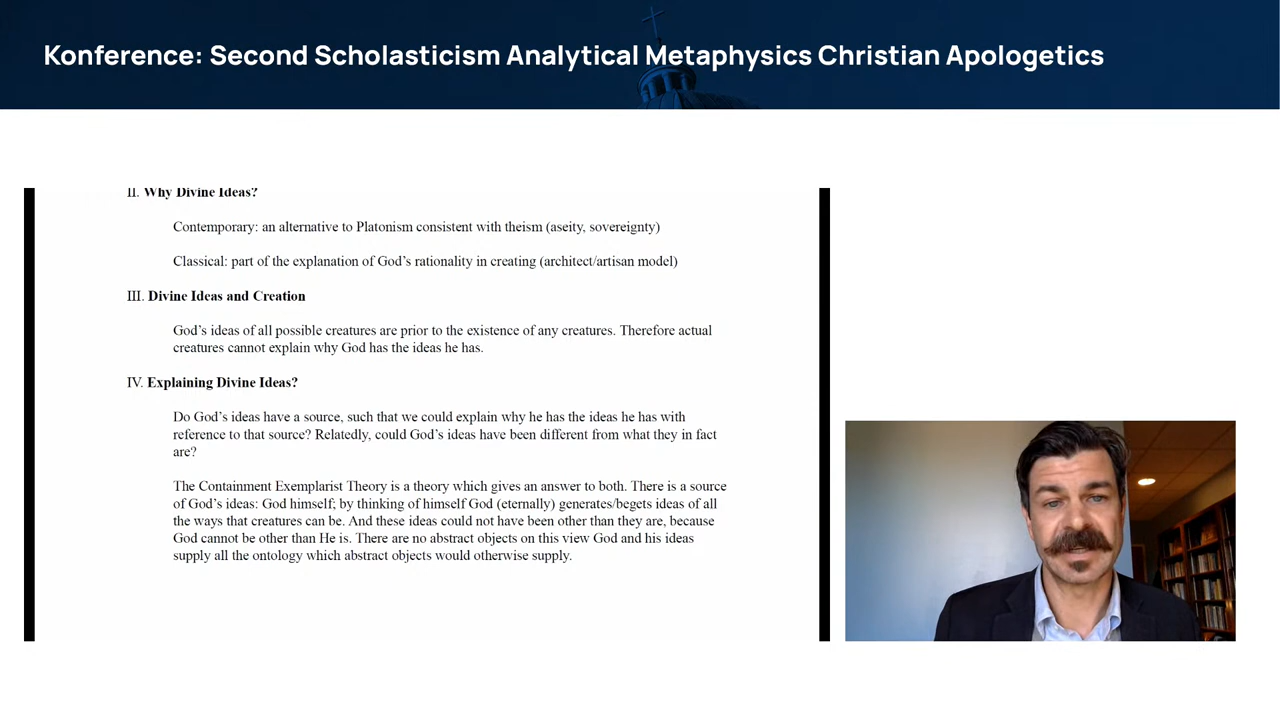 Konference: Second Scholasticism Analytical Metaphysics Christian Apologetics
II. Why Divine Ideas?
Contemporary: an alternative to Platonism consistent with theism (aseity, sovereignty)
Classical: part of the explanation of God's rationality in creating (architect/artisan model)
III. Divine Ideas and Creation
God's ideas of all possible creatures are prior to the existence of any creatures. Therefore actual
creatures cannot explain why God has the ideas he has.
IV. Explaining Divine Ideas?
Do God's ideas have a source, such that we could explain why he has the ideas he has with
reference to that source? Relatedly, could God's ideas have been different from what they in fact
are?
The Containment Exemplarist Theory is a theory which gives an answer to both. There is a source
of God's ideas: God himself; by thinking of himself God (eternally) generates/begets ideas of all
the ways that creatures can be. And these ideas could not have been other than they are, because
God cannot be other than He is. There are no abstract objects on this view God and his ideas
supply all the ontology which abstract objects would otherwise supply.